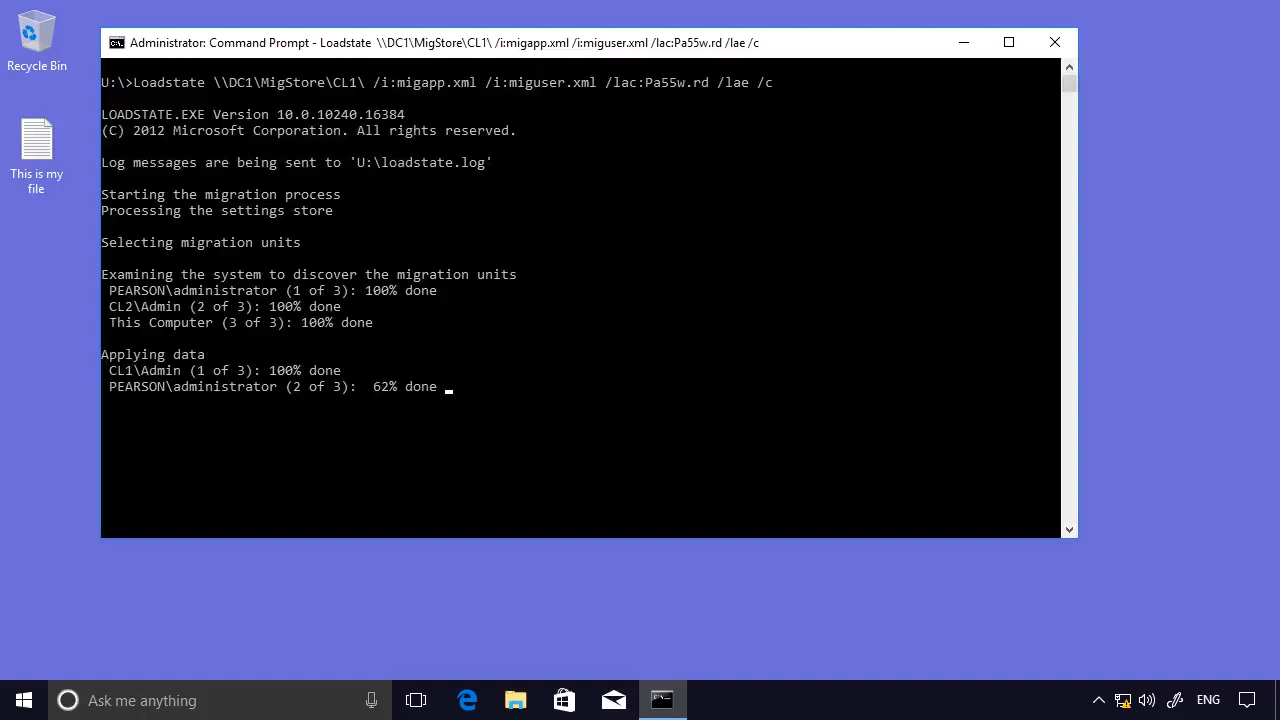 Recycle Bin
This is my
file
Administrator: Command Prompt - Loadstate \\DC1\MigStore\CL1\ /i:migapp.xml /i:miguser.xml /lac:Pa55w.rd /lae /c
U:\>Loadstate \\DC1\MigStore\CL1\ /i:migapp.xml /i:miguser.xml /lac:Pa55w.rd /lae /c
LOADSTATE.EXE Version 10.0.10240.16384
(C) 2012 Microsoft Corporation. All rights reserved.
Log messages are being sent to 'U:\loadstate.log'
Starting the migration process
Processing the settings store
Selecting migration units
Examining the system to discover the migration units
PEARSON\administrator (1 of 3): 100% done
CL2\Admin (2 of 3): 100% done
This Computer (3 of 3): 100% done
Applying data
CL1\Admin (1 of 3): 100% done
PEARSON\administrator (2 of 3):  62% done
Ask me anything
ENG